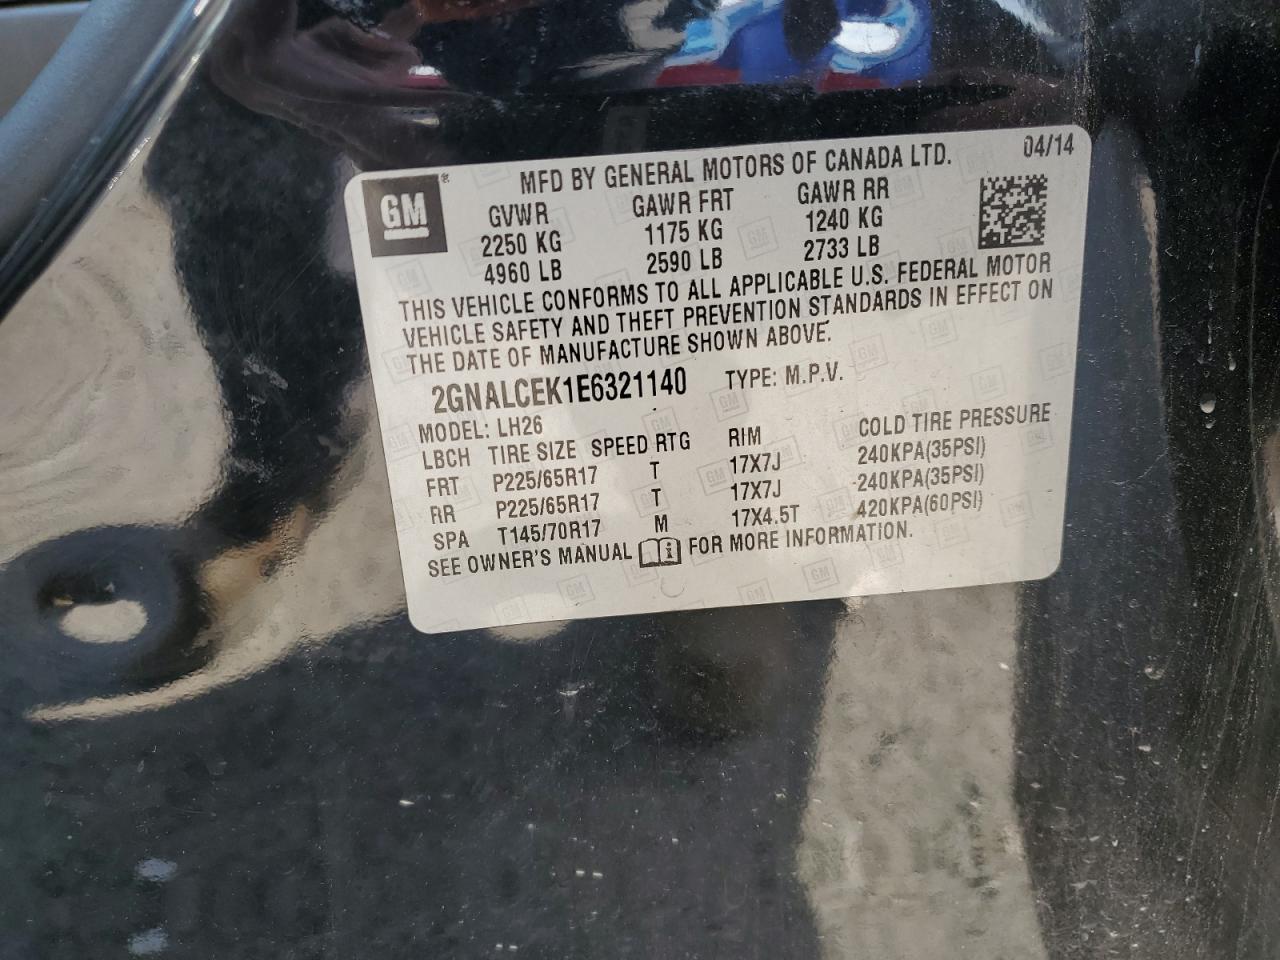 MFD BY GENERAL MOTORS OF CANADA LTD. 04/14
GM
GVWR GAWR FRT GAWR RR
2250 KG 1175 KG 1240 KG
4960 LB 2590 LB 2733 LB
THIS VEHICLE CONFORMS TO ALL APPLICABLE U.S. FEDERAL MOTOR
VEHICLE SAFETY AND THEFT PREVENTION STANDARDS IN EFFECT ON
THE DATE OF MANUFACTURE SHOWN ABOVE.
2GNALCEK1E6321140 TYPE: M.P.V.
MODEL: LH26
LBCH TIRE SIZE SPEED RTG RIM COLD TIRE PRESSURE
FRT P225/65R17 T 17X7J 240KPA(35PSI)
RR P225/65R17 T 17X7J 240KPA(35PSI)
SPA T145/70R17 M 17X4.5T 420KPA(60PSI)
SEE OWNER'S MANUAL FOR MORE INFORMATION.